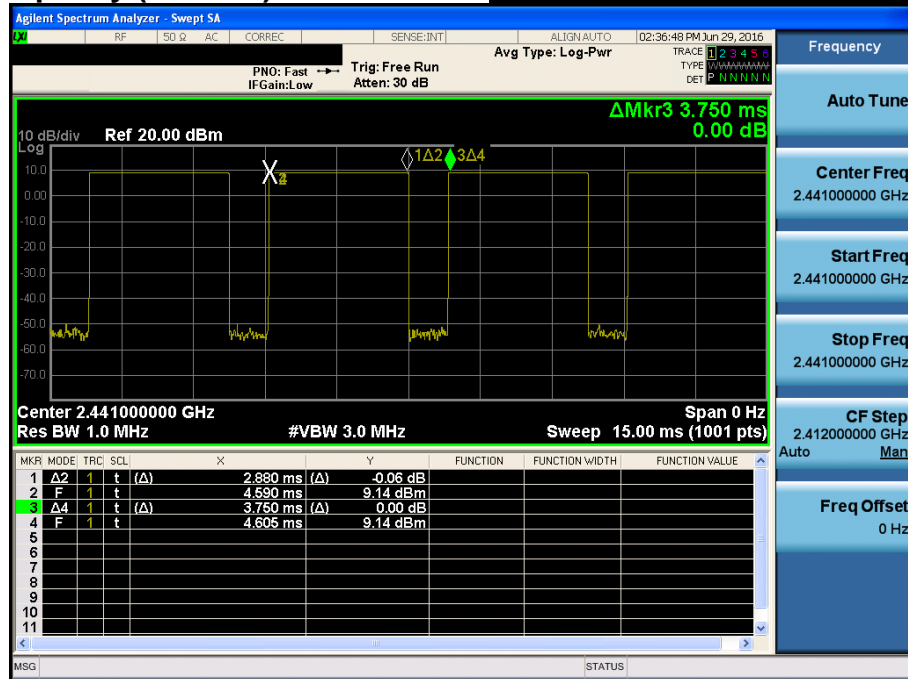 Agilent Spectrum Analyzer - Swept SA
LXI RF 50 Ω AC CORREC SENSE:INT ALIGN AUTO 02:36:48 PM Jun 29, 2016
Avg Type: Log-Pwr TRACE 1 2 3 4 5 6
PNO: Fast Trig: Free Run TYPE WWWWWW
IFGain:Low Atten: 30 dB DET P N N N N N
Frequency
ΔMkr3 3.750 ms
0.00 dB
10 dB/div Ref 20.00 dBm
Log
10.0
0.00
-10.0
-20.0
-30.0
-40.0
-50.0
-60.0
-70.0
1Δ2 3Δ4
Center 2.441000000 GHz Span 0 Hz
Res BW 1.0 MHz #VBW 3.0 MHz Sweep 15.00 ms (1001 pts)
MKR MODE TRC SCL X Y FUNCTION FUNCTION WIDTH FUNCTION VALUE
1 Δ2 1 t (Δ) 2.880 ms (Δ) -0.06 dB
2 F 1 t 4.590 ms 9.14 dBm
3 Δ4 1 t (Δ) 3.750 ms (Δ) 0.00 dB
4 F 1 t 4.605 ms 9.14 dBm
5
6
7
8
9
10
11
MSG STATUS
Auto Tune
Center Freq
2.441000000 GHz
Start Freq
2.441000000 GHz
Stop Freq
2.441000000 GHz
CF Step
2.412000000 GHz
Auto Man
Freq Offset
0 Hz